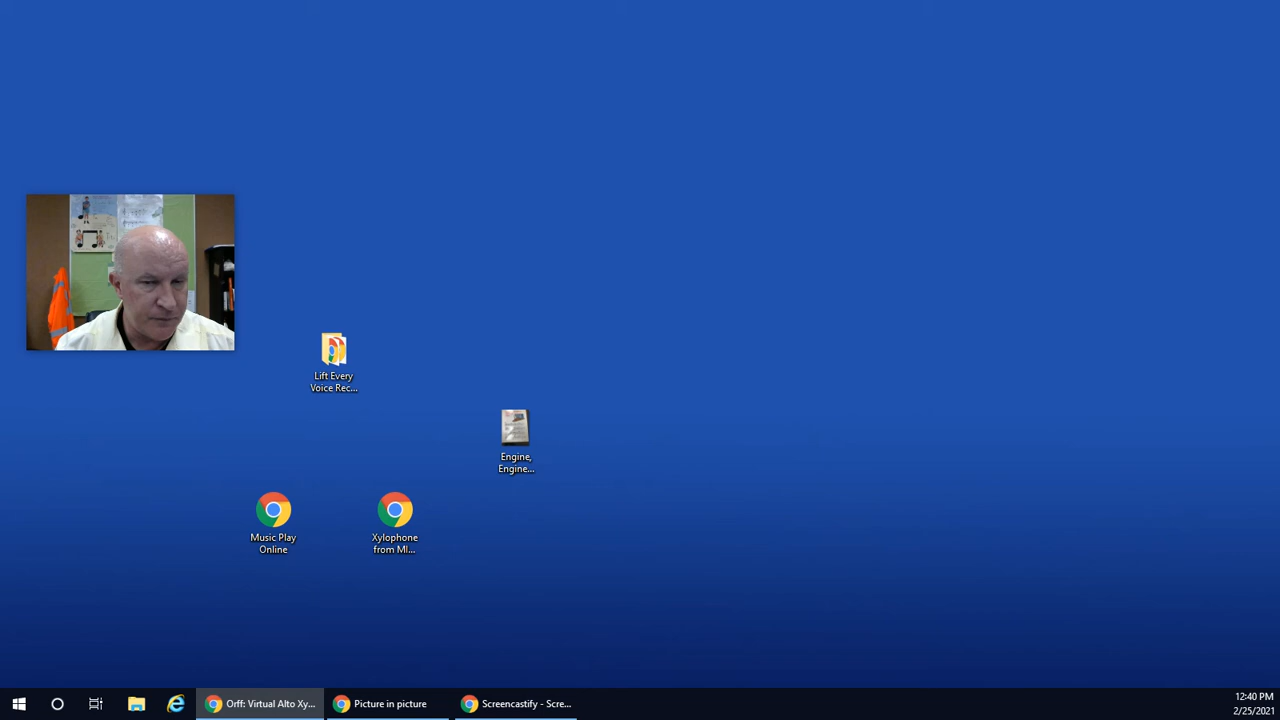 Lift Every
Voice Rec...
Engine,
Engine...
Music Play
Online
Xylophone
from MI...
Orff: Virtual Alto Xy...
Picture in picture
Screencastify - Scre...
12:40 PM
2/25/2021